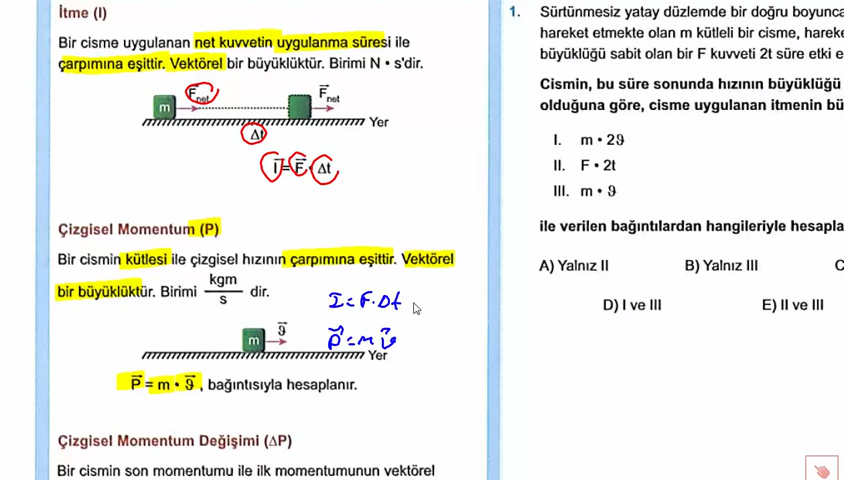 İtme (I)
Bir cisme uygulanan net kuvvetin uygulanma süresi ile
çarpımına eşittir. Vektörel bir büyüklüktür. Birimi N • s'dir.
m F⃗net F⃗net
Yer
Δt
I⃗ = F⃗ • Δt
Çizgisel Momentum (P)
Bir cismin kütlesi ile çizgisel hızının çarpımına eşittir. Vektörel
bir büyüklüktür. Birimi kgm/s dir.
I = F · Δt
m ϑ⃗
P⃗ = m v⃗
Yer
P⃗ = m • ϑ⃗ , bağıntısıyla hesaplanır.
Çizgisel Momentum Değişimi (ΔP)
Bir cismin son momentumu ile ilk momentumunun vektörel
1. Sürtünmesiz yatay düzlemde bir doğru boyunca
hareket etmekte olan m kütleli bir cisme, hareke
büyüklüğü sabit olan bir F kuvveti 2t süre etki e
Cismin, bu süre sonunda hızının büyüklüğü
olduğuna göre, cisme uygulanan itmenin bü
I. m • 2ϑ
II. F • 2t
III. m • ϑ
ile verilen bağıntılardan hangileriyle hesapla
A) Yalnız II B) Yalnız III C
D) I ve III E) II ve III